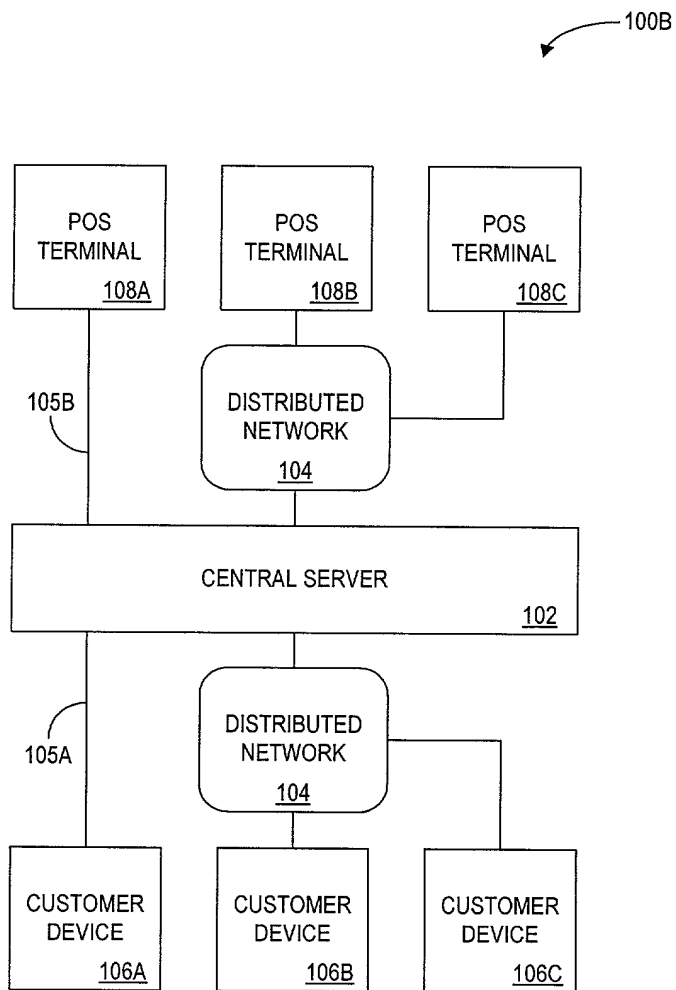 100B
POS
TERMINAL
108A
POS
TERMINAL
108B
POS
TERMINAL
108C
105B
DISTRIBUTED
NETWORK
104
CENTRAL SERVER
102
105A
DISTRIBUTED
NETWORK
104
CUSTOMER
DEVICE
106A
CUSTOMER
DEVICE
106B
CUSTOMER
DEVICE
106C